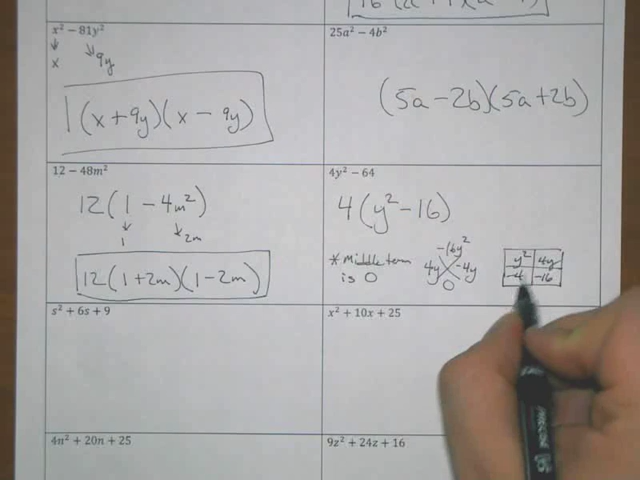 x² − 81y²
x 9y
1(x + 9y)(x − 9y)
25a² − 4b²
(5a − 2b)(5a + 2b)
12 − 48m²
12(1 − 4m²)
1 2m
12(1 + 2m)(1 − 2m)
4y² − 64
4(y² − 16)
* Middle term
is 0
−16y²
4y −4y
0
y² 4y
−4 −16
s² + 6s + 9
x² + 10x + 25
4n² + 20n + 25
9z² + 24z + 16